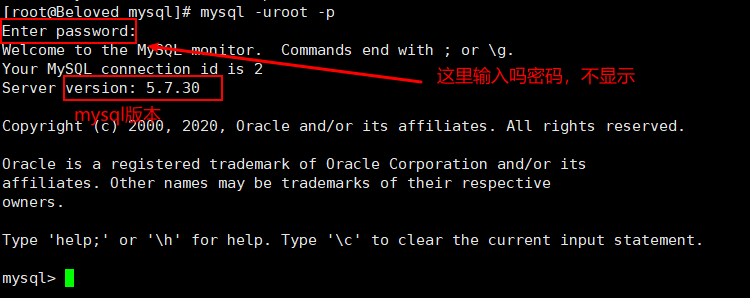 [root@Beloved mysql]# mysql -uroot -p
Enter password:
Welcome to the MySQL monitor.  Commands end with ; or \g.
Your MySQL connection id is 2
这里输入吗密码，不显示
Server version: 5.7.30
mysql版本
Copyright (c) 2000, 2020, Oracle and/or its affiliates. All rights reserved.
Oracle is a registered trademark of Oracle Corporation and/or its
affiliates. Other names may be trademarks of their respective
owners.
Type 'help;' or '\h' for help. Type '\c' to clear the current input statement.
mysql>